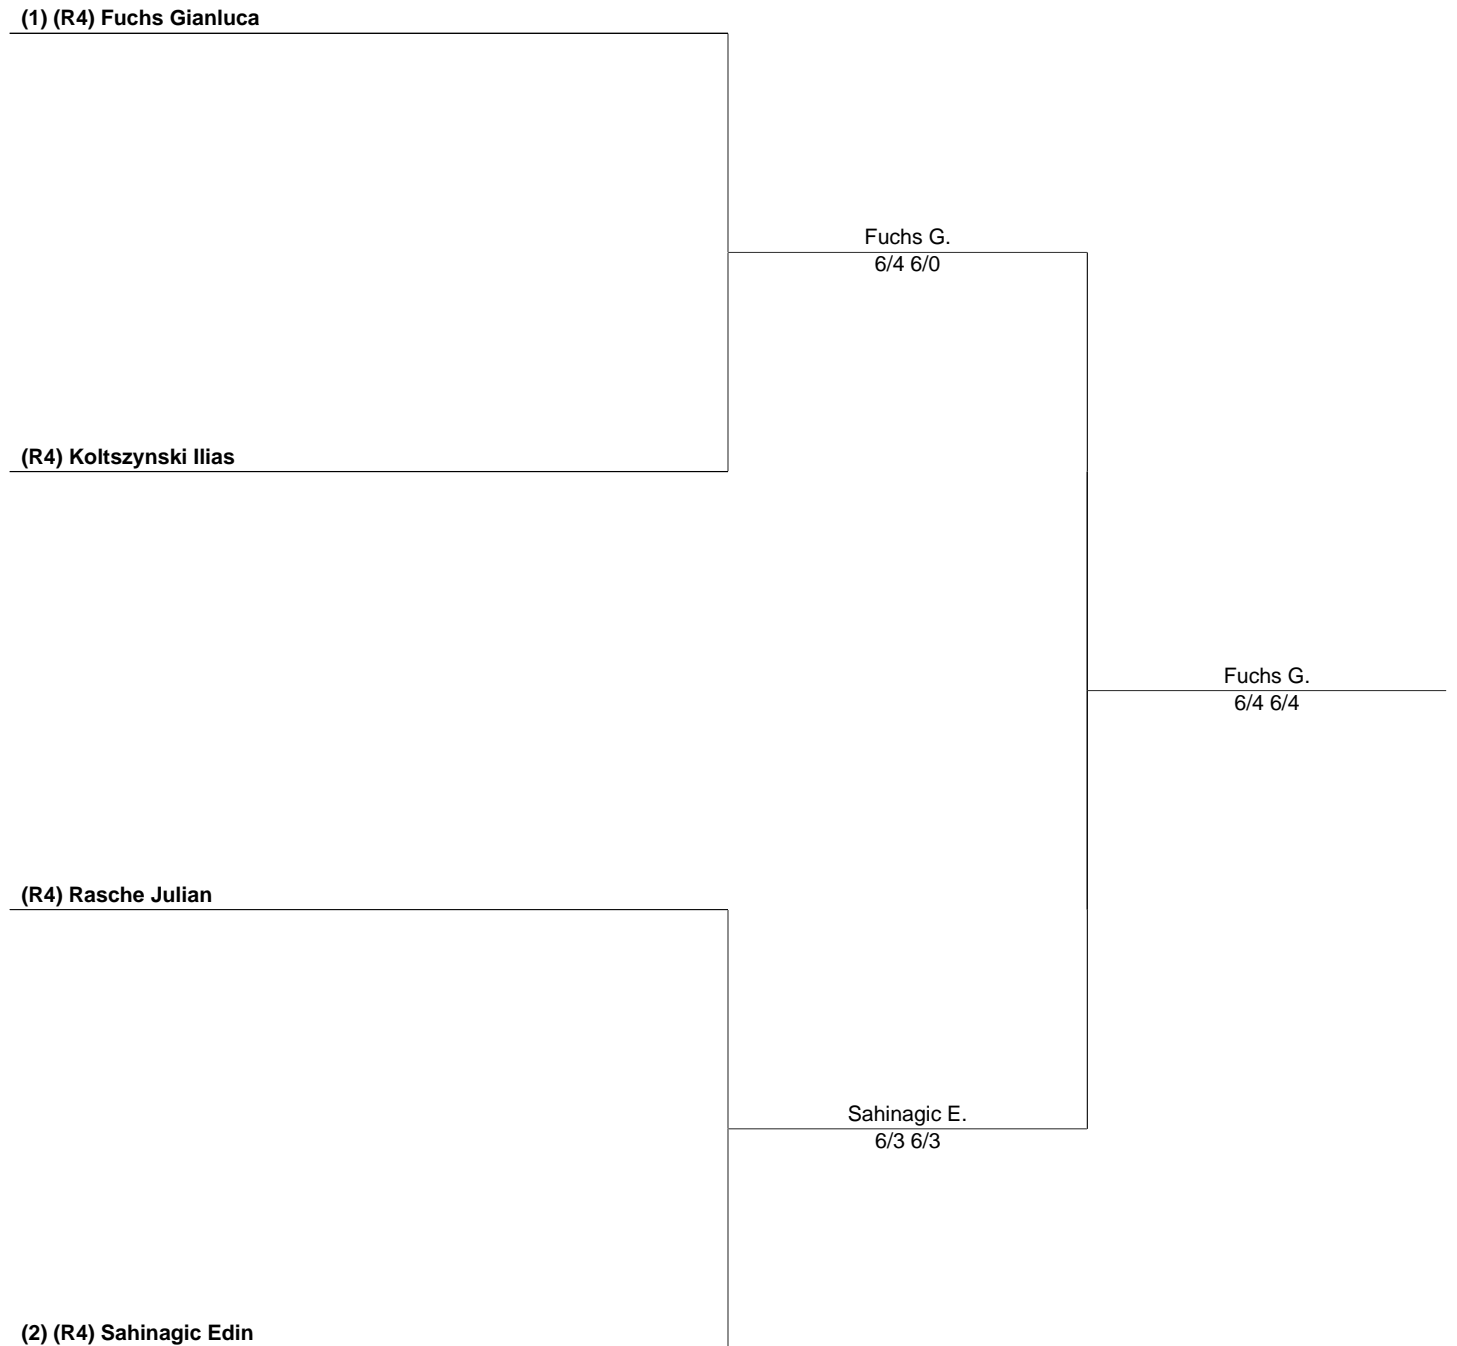 (1) (R4) Fuchs Gianluca
Fuchs G.
6/4 6/0
(R4) Koltszynski Ilias
Fuchs G.
6/4 6/4
(R4) Rasche Julian
Sahinagic E.
6/3 6/3
(2) (R4) Sahinagic Edin